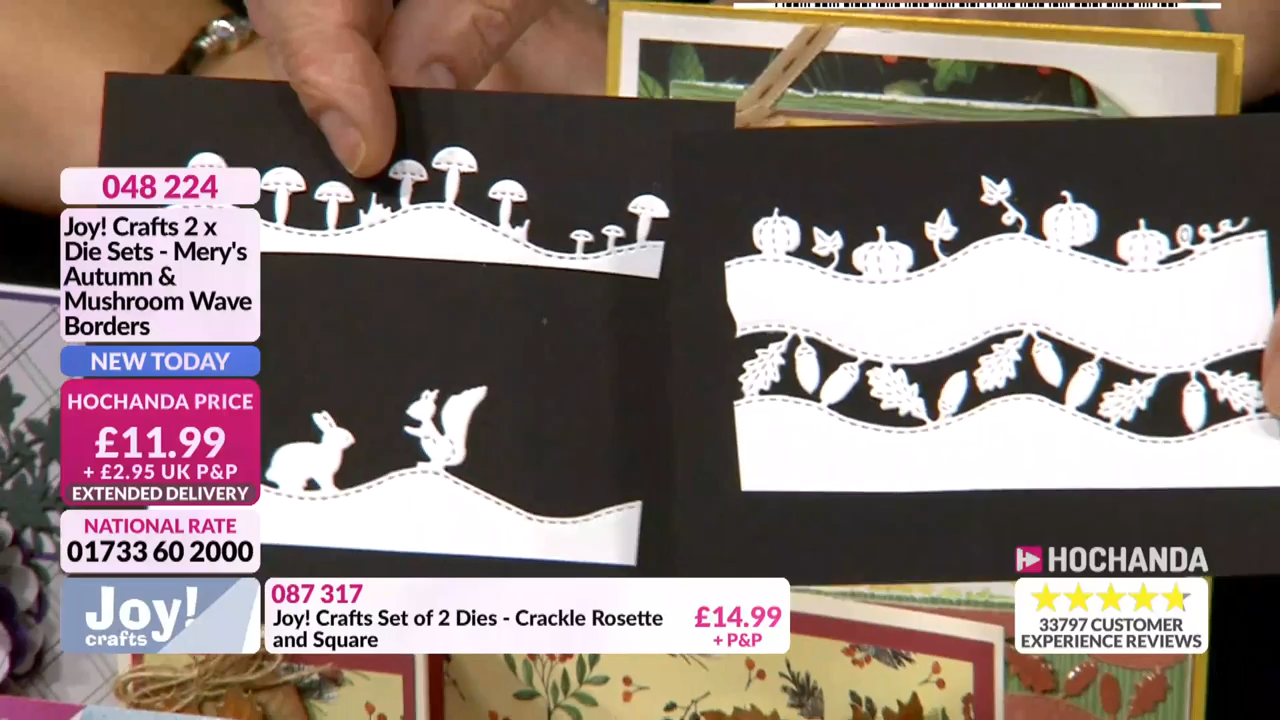 048 224
Joy! Crafts 2 x
Die Sets - Mery's
Autumn &
Mushroom Wave
Borders
NEW TODAY
HOCHANDA PRICE
£11.99
+ £2.95 UK P&P
EXTENDED DELIVERY
NATIONAL RATE
01733 60 2000
Joy!
crafts
087 317
Joy! Crafts Set of 2 Dies - Crackle Rosette
and Square
£14.99
+ P&P
HOCHANDA
33797 CUSTOMER
EXPERIENCE REVIEWS